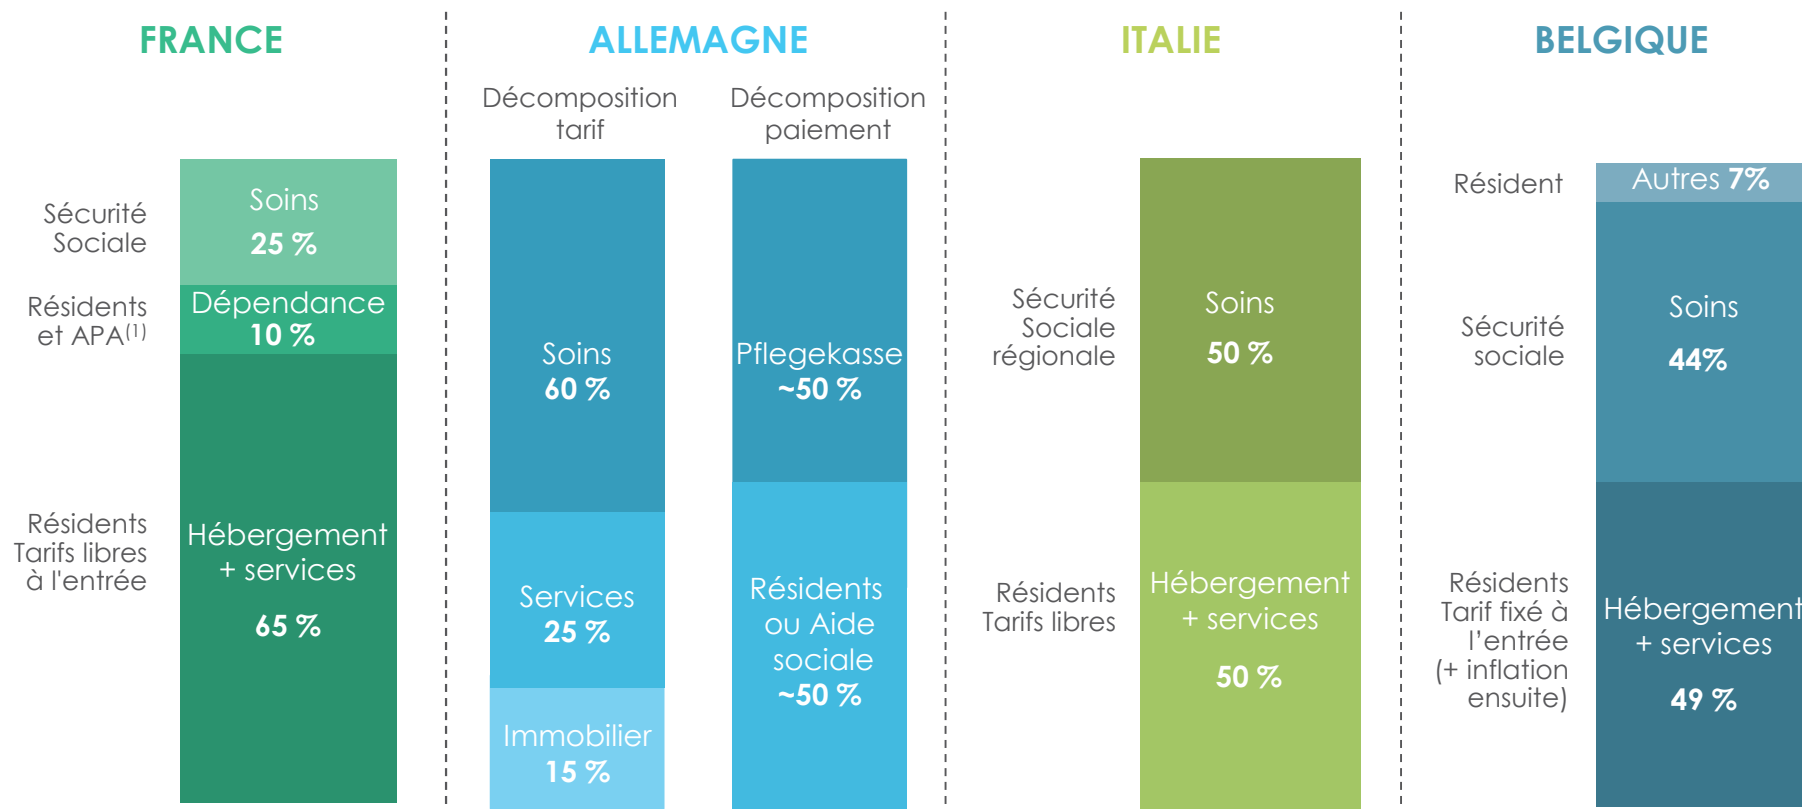 FRANCE
Sécurité
Sociale
Soins
25 %
Résidents
et APA(1)
Dépendance
10 %
Résidents
Tarifs libres
à l'entrée
Hébergement
+ services
65 %
ALLEMAGNE
Décomposition
tarif
Soins
60 %
Services
25 %
Immobilier
15 %
Décomposition
paiement
Pflegekasse
~50 %
Résidents
ou Aide
sociale
~50 %
ITALIE
Sécurité
Sociale
régionale
Soins
50 %
Résidents
Tarifs libres
Hébergement
+ services
50 %
BELGIQUE
Résident
Autres 7%
Sécurité
sociale
Soins
44%
Résidents
Tarif fixé à
l’entrée
(+ inflation
ensuite)
Hébergement
+ services
49 %